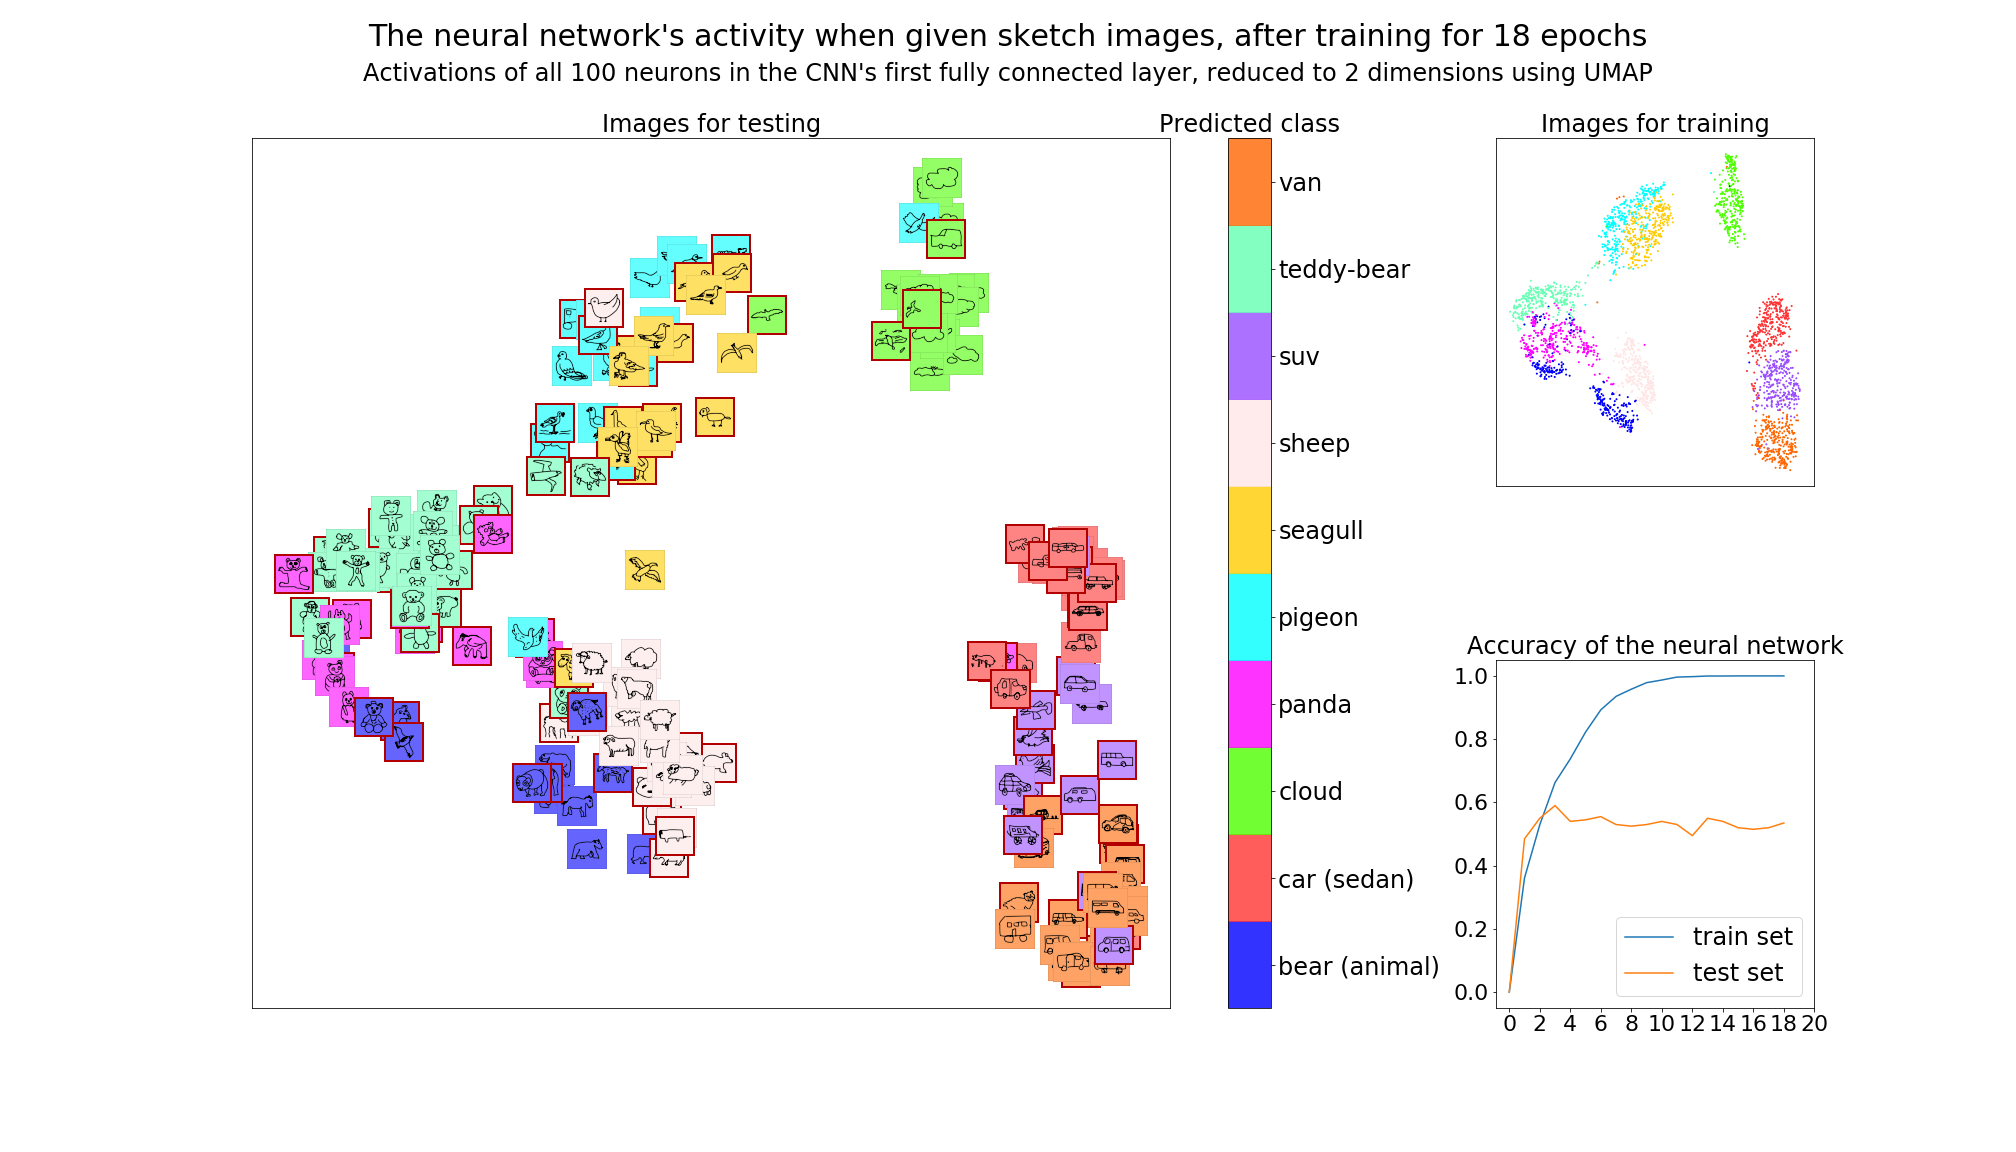 The neural network's activity when given sketch images, after training for 18 epochs
Activations of all 100 neurons in the CNN's first fully connected layer, reduced to 2 dimensions using UMAP
Images for testing
Predicted class
van
teddy-bear
suv
sheep
seagull
pigeon
panda
cloud
car (sedan)
bear (animal)
Images for training
Accuracy of the neural network
1.0
0.8
0.6
0.4
0.2
0.0
train set
test set
0 2 4 6 8 10 12 14 16 18 20